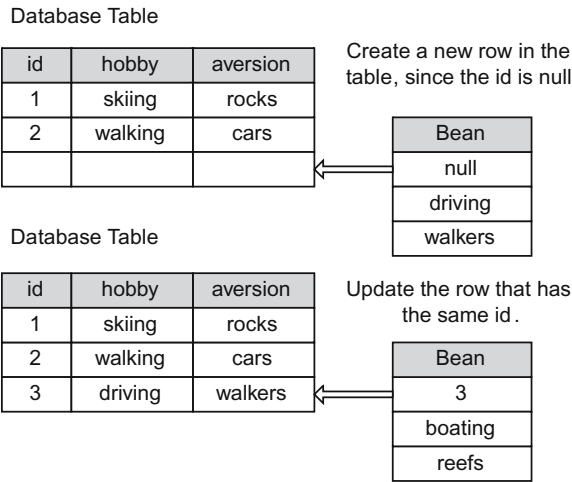 Database Table
Create a new row in the
table, since the id is null
id hobby aversion
1 skiing rocks
2 walking cars
Bean
null
driving
walkers
Database Table
Update the row that has
the same id.
id hobby aversion
1 skiing rocks
2 walking cars
3 driving walkers
Bean
3
boating
reefs